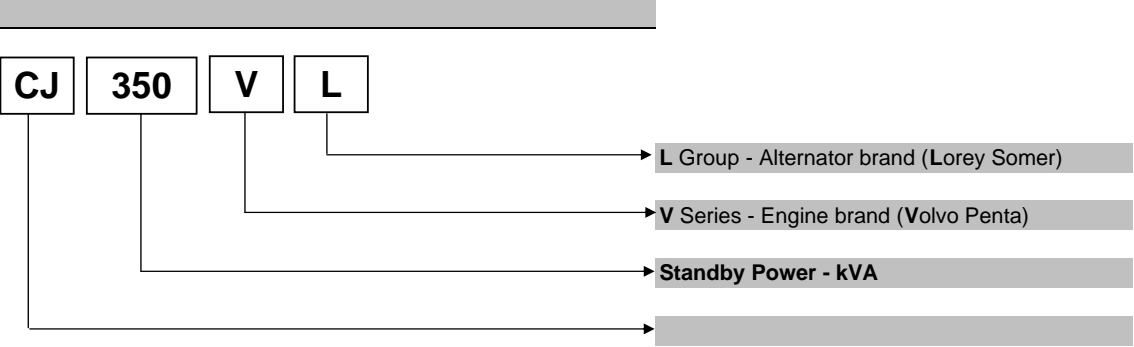 CJ 350 V L
L Group - Alternator brand (Lorey Somer)
V Series - Engine brand (Volvo Penta)
Standby Power - kVA